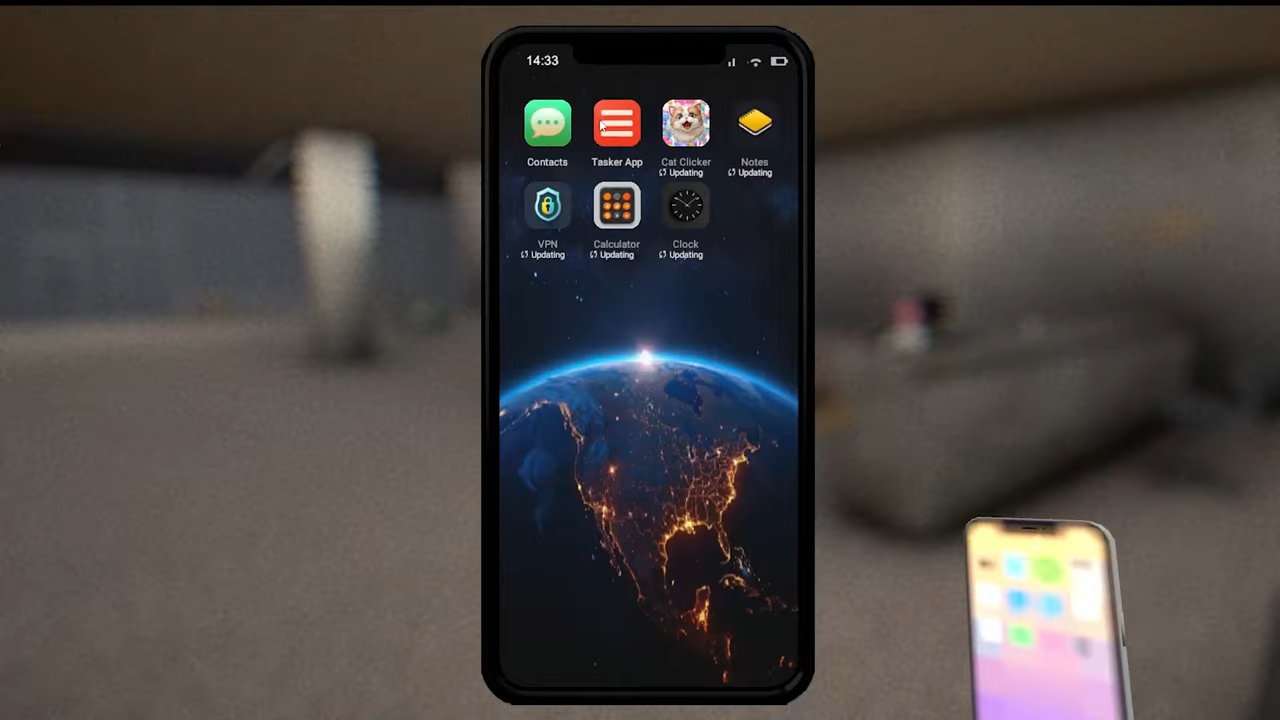 14:33
Contacts
Tasker App
Cat Clicker
Updating
Notes
Updating
VPN
Updating
Calculator
Updating
Clock
Updating